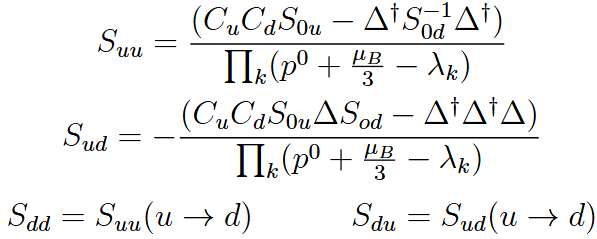 $S_{uu} = \frac{(C_u C_d S_{0u} - \Delta^\dagger S_{0d}^{-1} \Delta^\dagger)}{\prod_k (p^0 + \frac{\mu_B}{3} - \lambda_k)}$
$S_{ud} = -\frac{(C_u C_d S_{0u} \Delta S_{od} - \Delta^\dagger \Delta^\dagger \Delta)}{\prod_k (p^0 + \frac{\mu_B}{3} - \lambda_k)}$
$S_{dd} = S_{uu}(u \to d) \qquad S_{du} = S_{ud}(u \to d)$